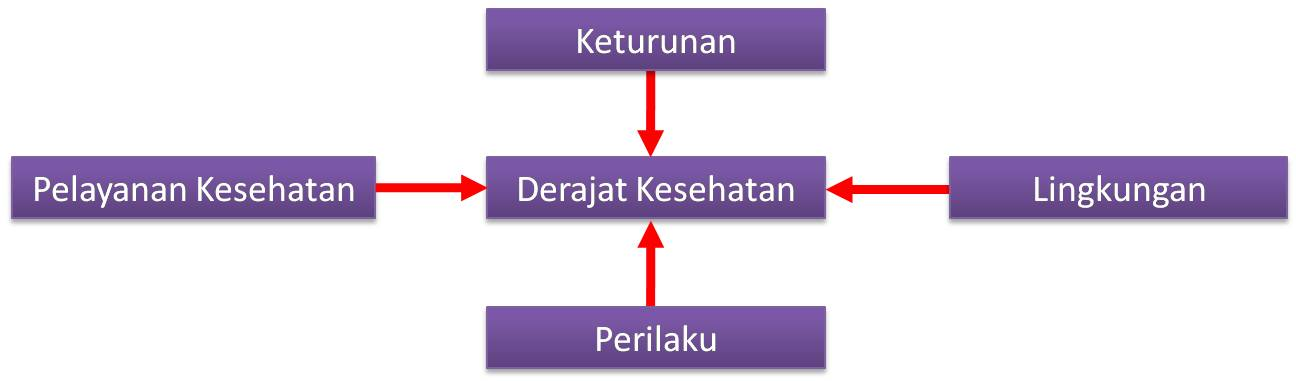 Keturunan
Pelayanan Kesehatan
Derajat Kesehatan
Lingkungan
Perilaku